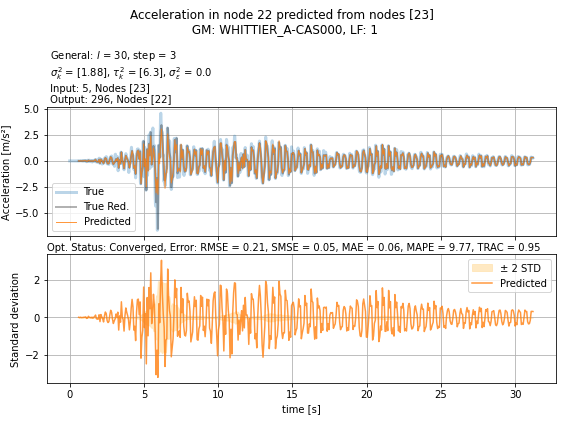 Acceleration in node 22 predicted from nodes [23]
GM: WHITTIER_A-CAS000, LF: 1
General: l = 30, step = 3
σ²ₖ = [1.88], τ²ₖ = [6.3], σ²ε = 0.0
Input: 5, Nodes [23]
Output: 296, Nodes [22]
5.0
2.5
0.0
−2.5
−5.0
Acceleration [m/s²]
True
True Red.
Predicted
Opt. Status: Converged, Error: RMSE = 0.21, SMSE = 0.05, MAE = 0.06, MAPE = 9.77, TRAC = 0.95
2
0
−2
Standard deviation
± 2 STD
Predicted
0 5 10 15 20 25 30
time [s]